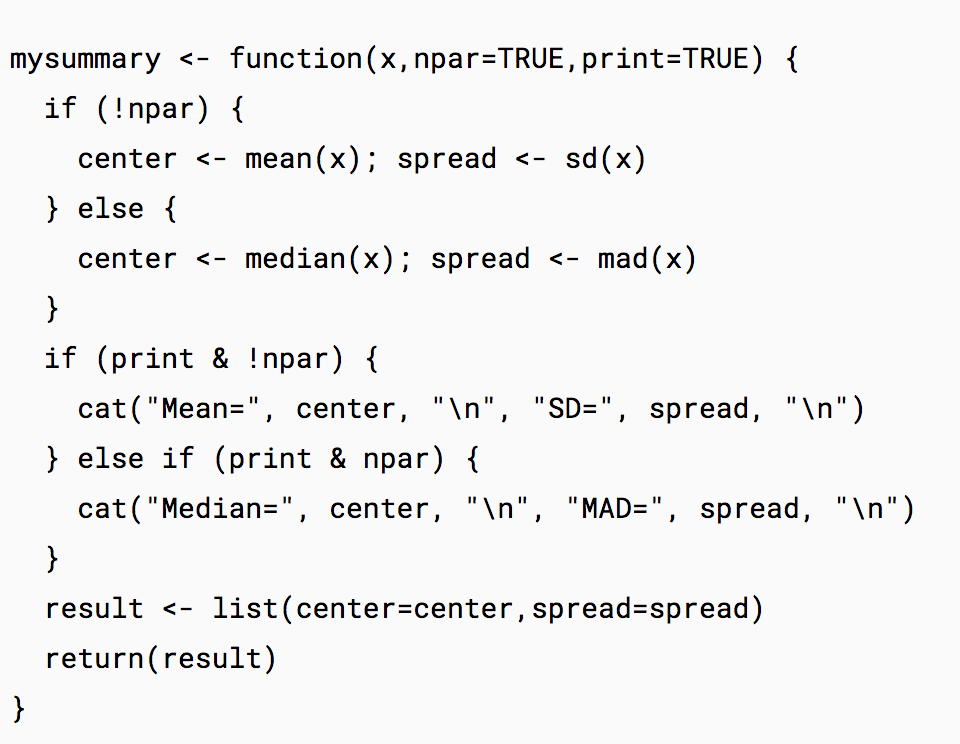 mysummary <- function(x,npar=TRUE,print=TRUE) {
  if (!npar) {
    center <- mean(x); spread <- sd(x)
  } else {
    center <- median(x); spread <- mad(x)
  }
  if (print & !npar) {
    cat("Mean=", center, "\n", "SD=", spread, "\n")
  } else if (print & npar) {
    cat("Median=", center, "\n", "MAD=", spread, "\n")
  }
  result <- list(center=center,spread=spread)
  return(result)
}